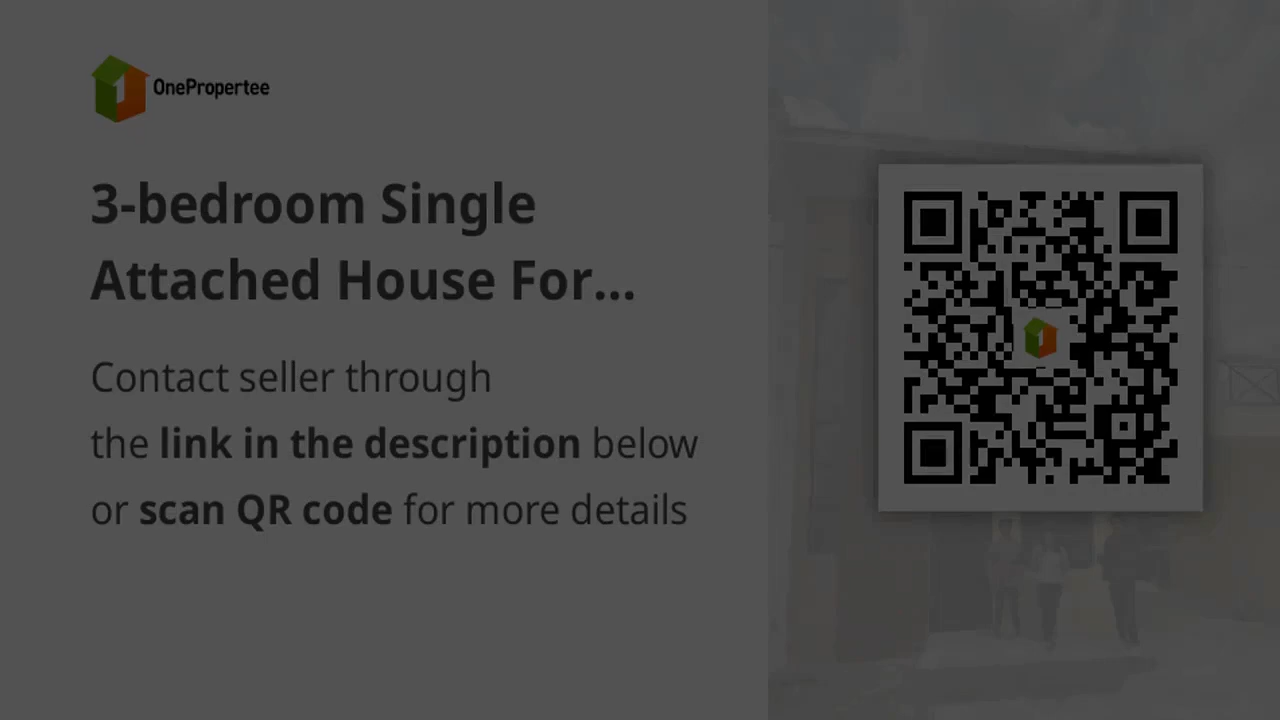 OnePropertee
3-bedroom Single
Attached House For...
Contact seller through
the link in the description below
or scan QR code for more details